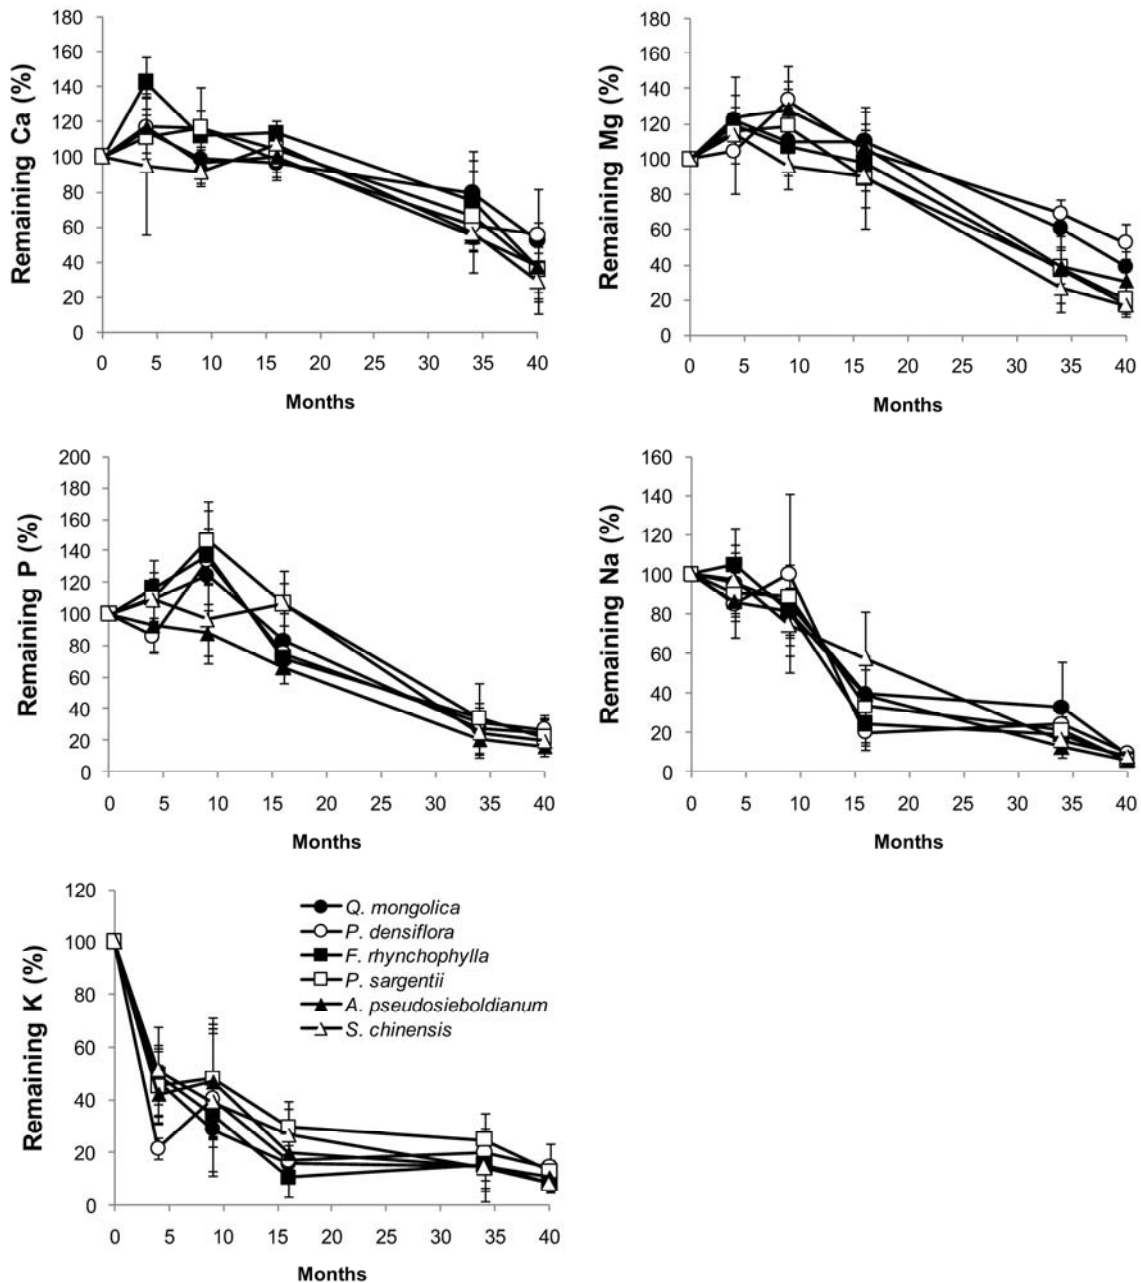 Remaining Ca (%)
180
160
140
120
100
80
60
40
20
0
0 5 10 15 20 25 30 35 40
Months
Remaining Mg (%)
180
160
140
120
100
80
60
40
20
0
0 5 10 15 20 25 30 35 40
Months
Remaining P (%)
200
180
160
140
120
100
80
60
40
20
0
0 5 10 15 20 25 30 35 40
Months
Remaining Na (%)
160
140
120
100
80
60
40
20
0
0 5 10 15 20 25 30 35 40
Months
Remaining K (%)
120
100
80
60
40
20
0
0 5 10 15 20 25 30 35 40
Months
Q. mongolica
P. densiflora
F. rhynchophylla
P. sargentii
A. pseudosieboldianum
S. chinensis